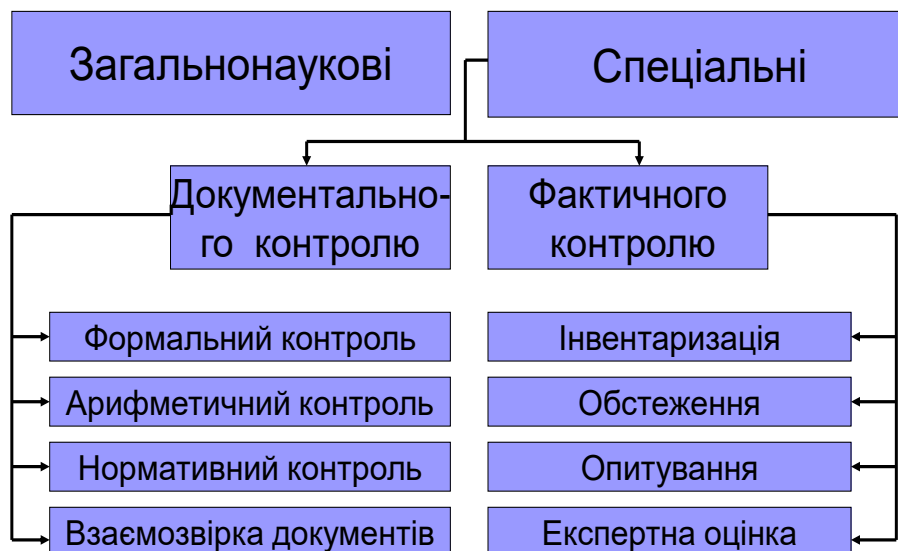 Загальнонаукові
Спеціальні
Документально-
го контролю
Фактичного
контролю
Формальний контроль
Арифметичний контроль
Нормативний контроль
Взаємозвірка документів
Інвентаризація
Обстеження
Опитування
Експертна оцінка